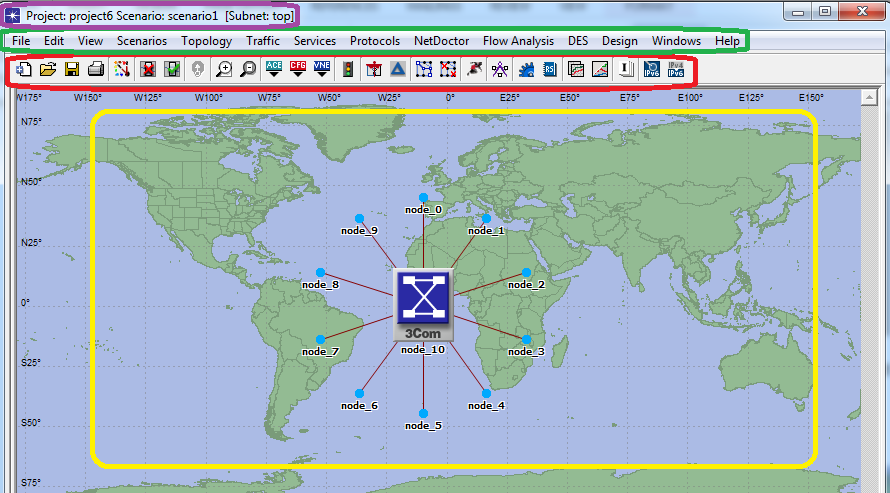 Project: project6 Scenario: scenario1 [Subnet: top]
File Edit View Scenarios Topology Traffic Services Protocols NetDoctor Flow Analysis DES Design Windows Help
ACE CFG VNE RSI IPv6 IPv4 IPv6
W175° W150° W125° W100° W75° W50° W25° 0° E25° E50° E75° E100° E125° E150°
N75°
N50°
node_0
node_9 node_1
N25°
node_8 node_2
0°
3Com
node_7 node_10 node_3
S25°
node_6 node_4
node_5
S50°
S75°